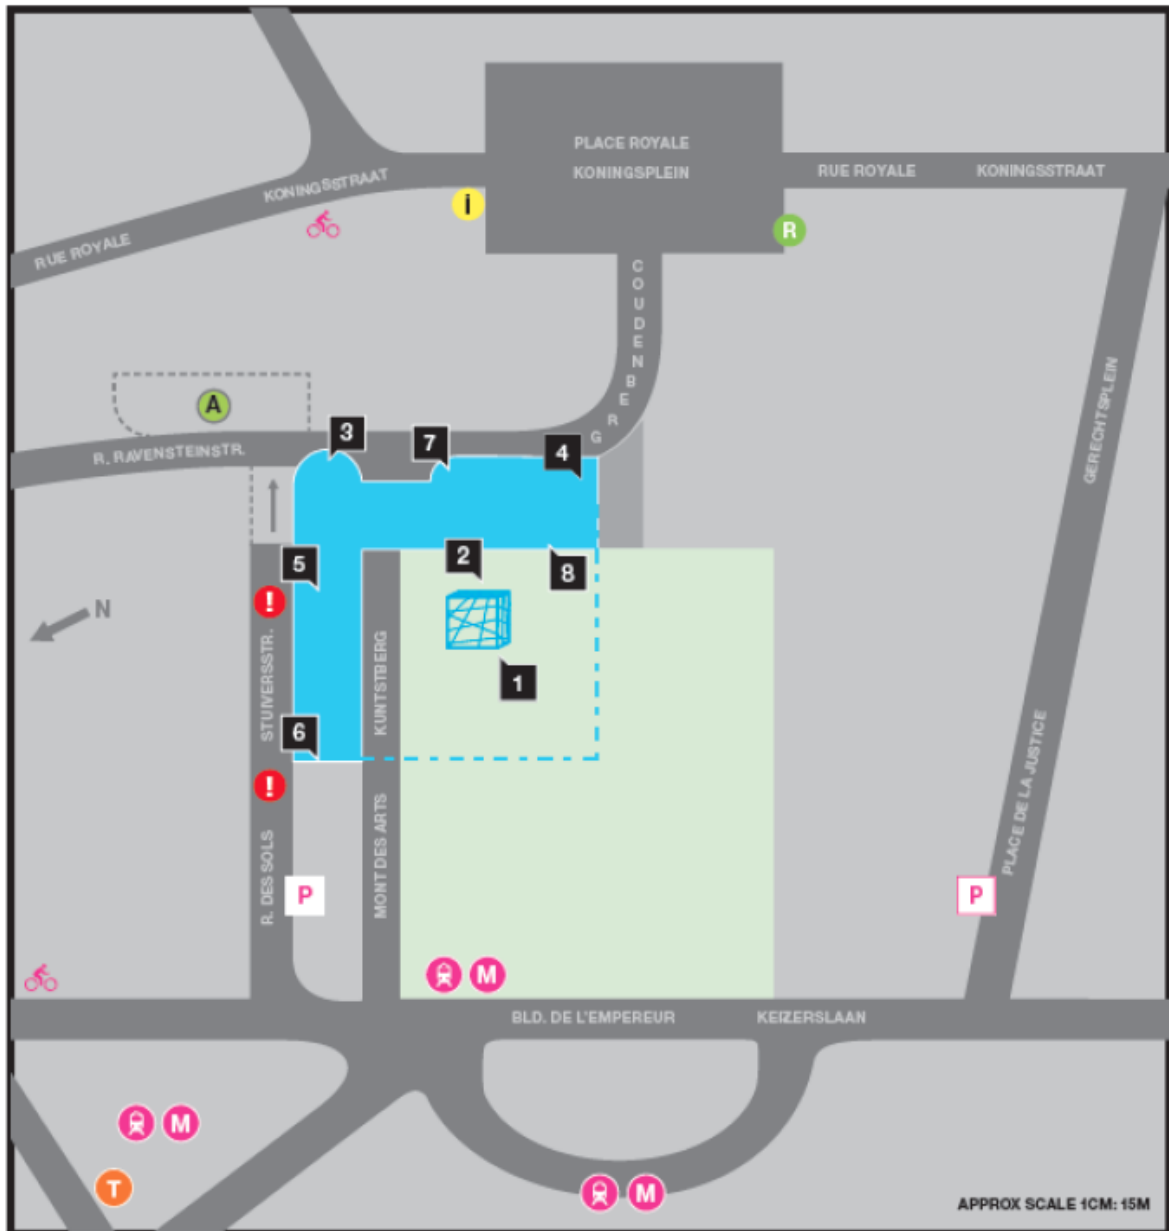 PLACE ROYALE
KONINGSPLEIN
RUE ROYALE
KONINGSSTRAAT
KONINGSSTRAAT
RUE ROYALE
i
R
COUDENBERG
GERECHTSPLEIN
A
3
7
4
R. RAVENSTEINSTR.
5
2
8
!
N
STUIVERSSTR.
KUNTSTBERG
1
6
!
PLACE DE LA JUSTICE
R. DES SOLS
MONT DES ARTS
P
P
M
BLD. DE L'EMPEREUR
KEIZERSLAAN
M
T
M
APPROX SCALE 1CM: 15M